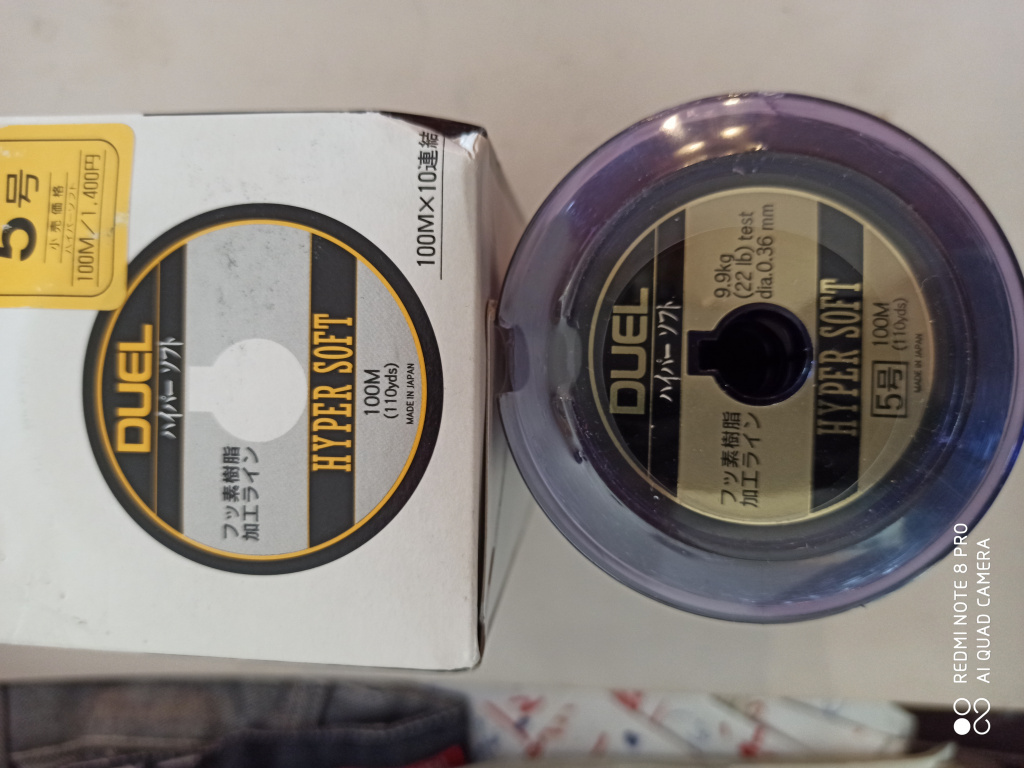 5号
小売価格
ハイパーソフト
100M/1,400円
DUEL
ハイパーソフト
フッ素樹脂
加工ライン
HYPER SOFT
100M
(110yds)
MADE IN JAPAN
100M×10連結
DUEL
ハイパーソフト
フッ素樹脂
加工ライン
9.9kg
(22 lb) test
dia.0.36 mm
HYPER SOFT
5号 100M
(110yds)
MADE IN JAPAN
REDMI NOTE 8 PRO
AI QUAD CAMERA